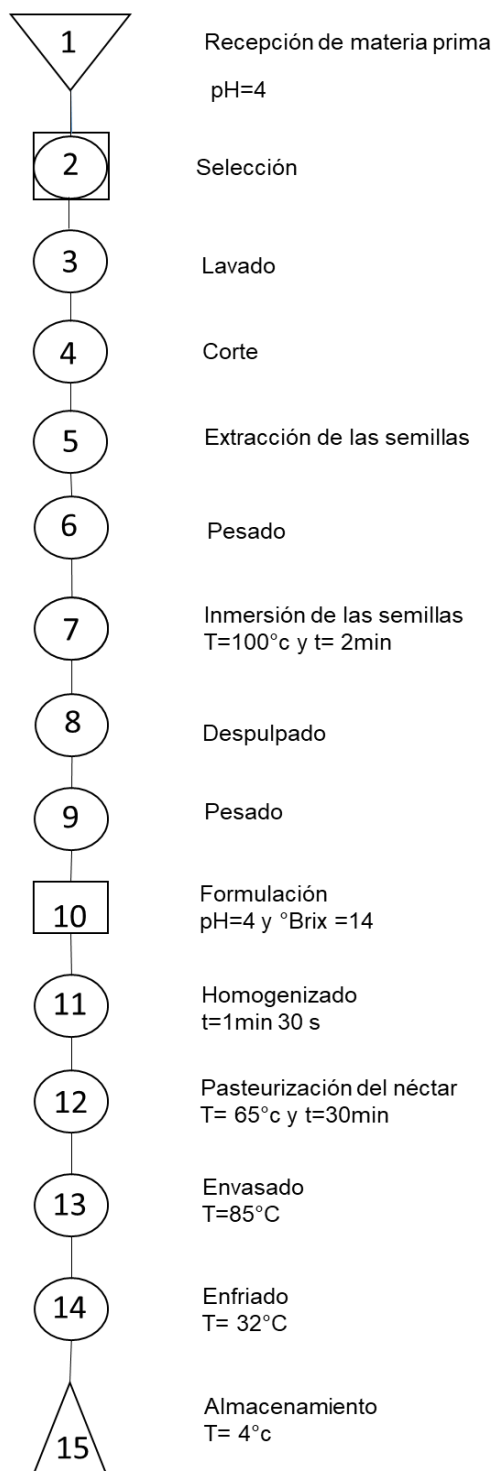 1
Recepción de materia prima
pH=4
2
Selección
3
Lavado
4
Corte
5
Extracción de las semillas
6
Pesado
7
Inmersión de las semillas
T=100°c y t= 2min
8
Despulpado
9
Pesado
10
Formulación
pH=4 y °Brix =14
11
Homogenizado
t=1min 30 s
12
Pasteurización del néctar
T= 65°c y t=30min
13
Envasado
T=85°C
14
Enfriado
T= 32°C
15
Almacenamiento
T= 4°c